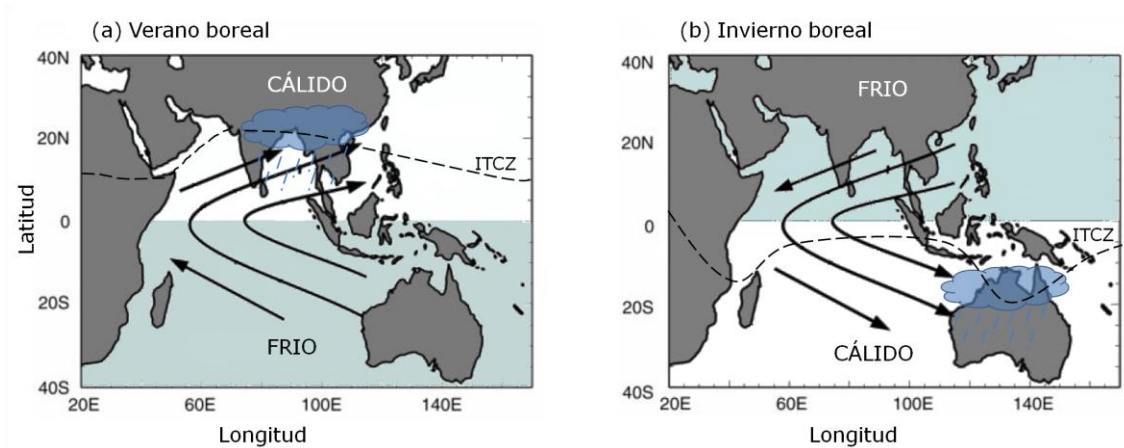 (a) Verano boreal
40N
20N
0
20S
40S
Latitud
CÁLIDO
ITCZ
FRIO
20E
60E
100E
140E
Longitud
(b) Invierno boreal
40N
20N
0
20S
40S
FRIO
ITCZ
CÁLIDO
20E
60E
100E
140E
Longitud